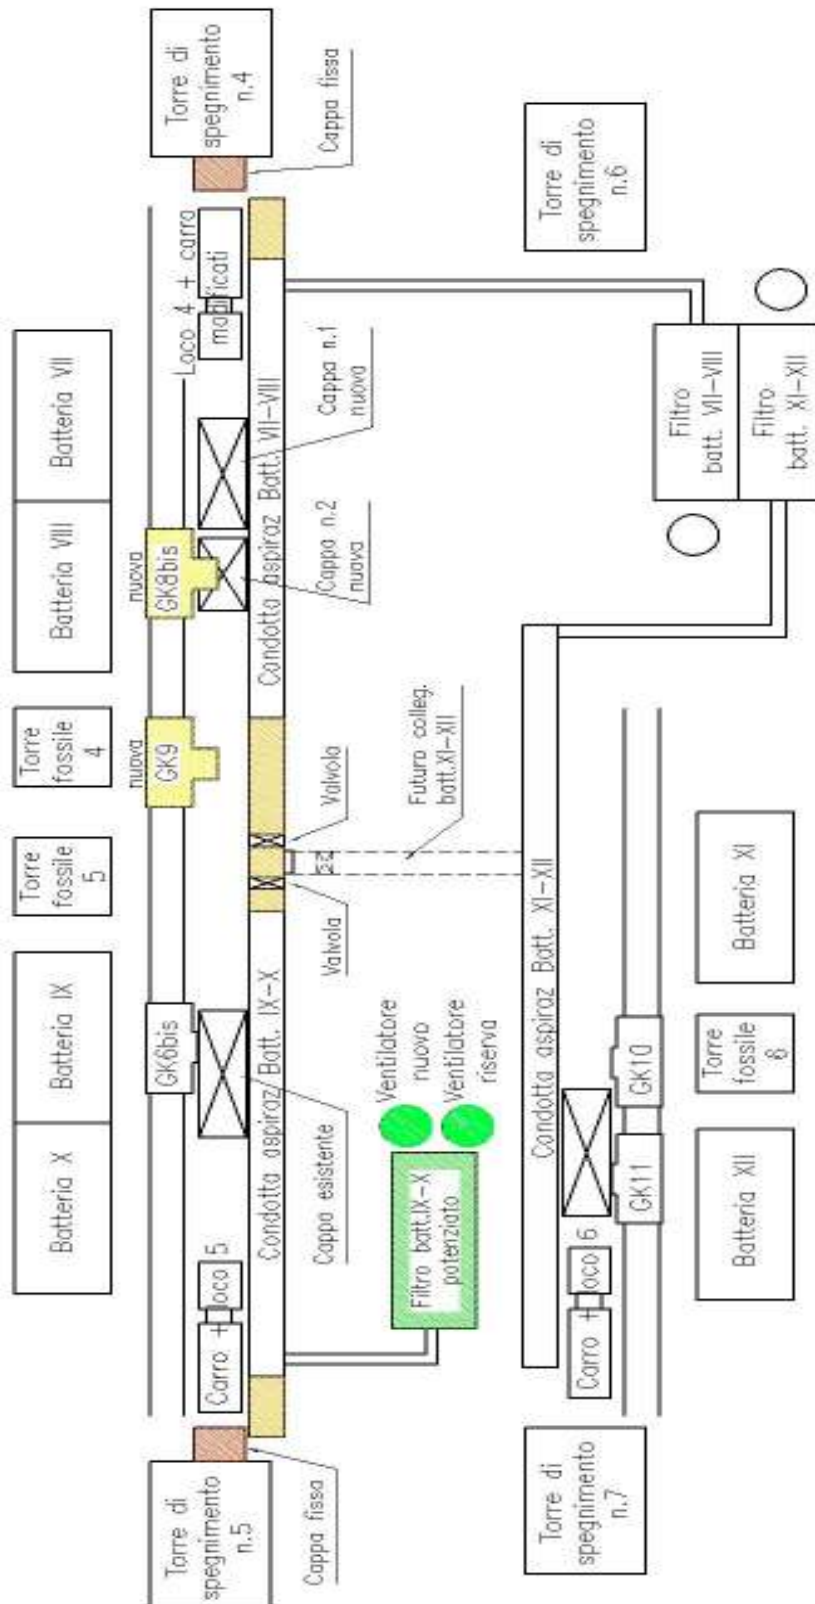 Batteria X
Batteria IX
Torre
fossile
5
Torre
fossile
4
Batteria VIII
Batteria VII
Torre di
spegnimento
n.5
GK6bis
nuova
GK9
nuova
GK8bis
Torre di
spegnimento
n.4
Carro + loco 5
Loco 4 + carro
modificati
Condotta aspiraz Batt. IX-X
Condotta aspiraz Batt. VII-VIII
Cappa fissa
Cappa esistente
Valvola
Valvola
Cappa n.2
nuova
Cappa n.1
nuova
Cappa fissa
Filtro batt.IX-X
potenziato
Ventilatore
nuovo
Ventilatore
riserva
Futuro colleg.
batt.XI-XII
Condotta aspiraz Batt. XI-XII
Torre di
spegnimento
n.7
Carro + loco 6
GK11
GK10
Torre di
spegnimento
n.6
Batteria XII
Torre
fossile
6
Batteria XI
Filtro
batt. VII-VIII
Filtro
batt. XI-XII